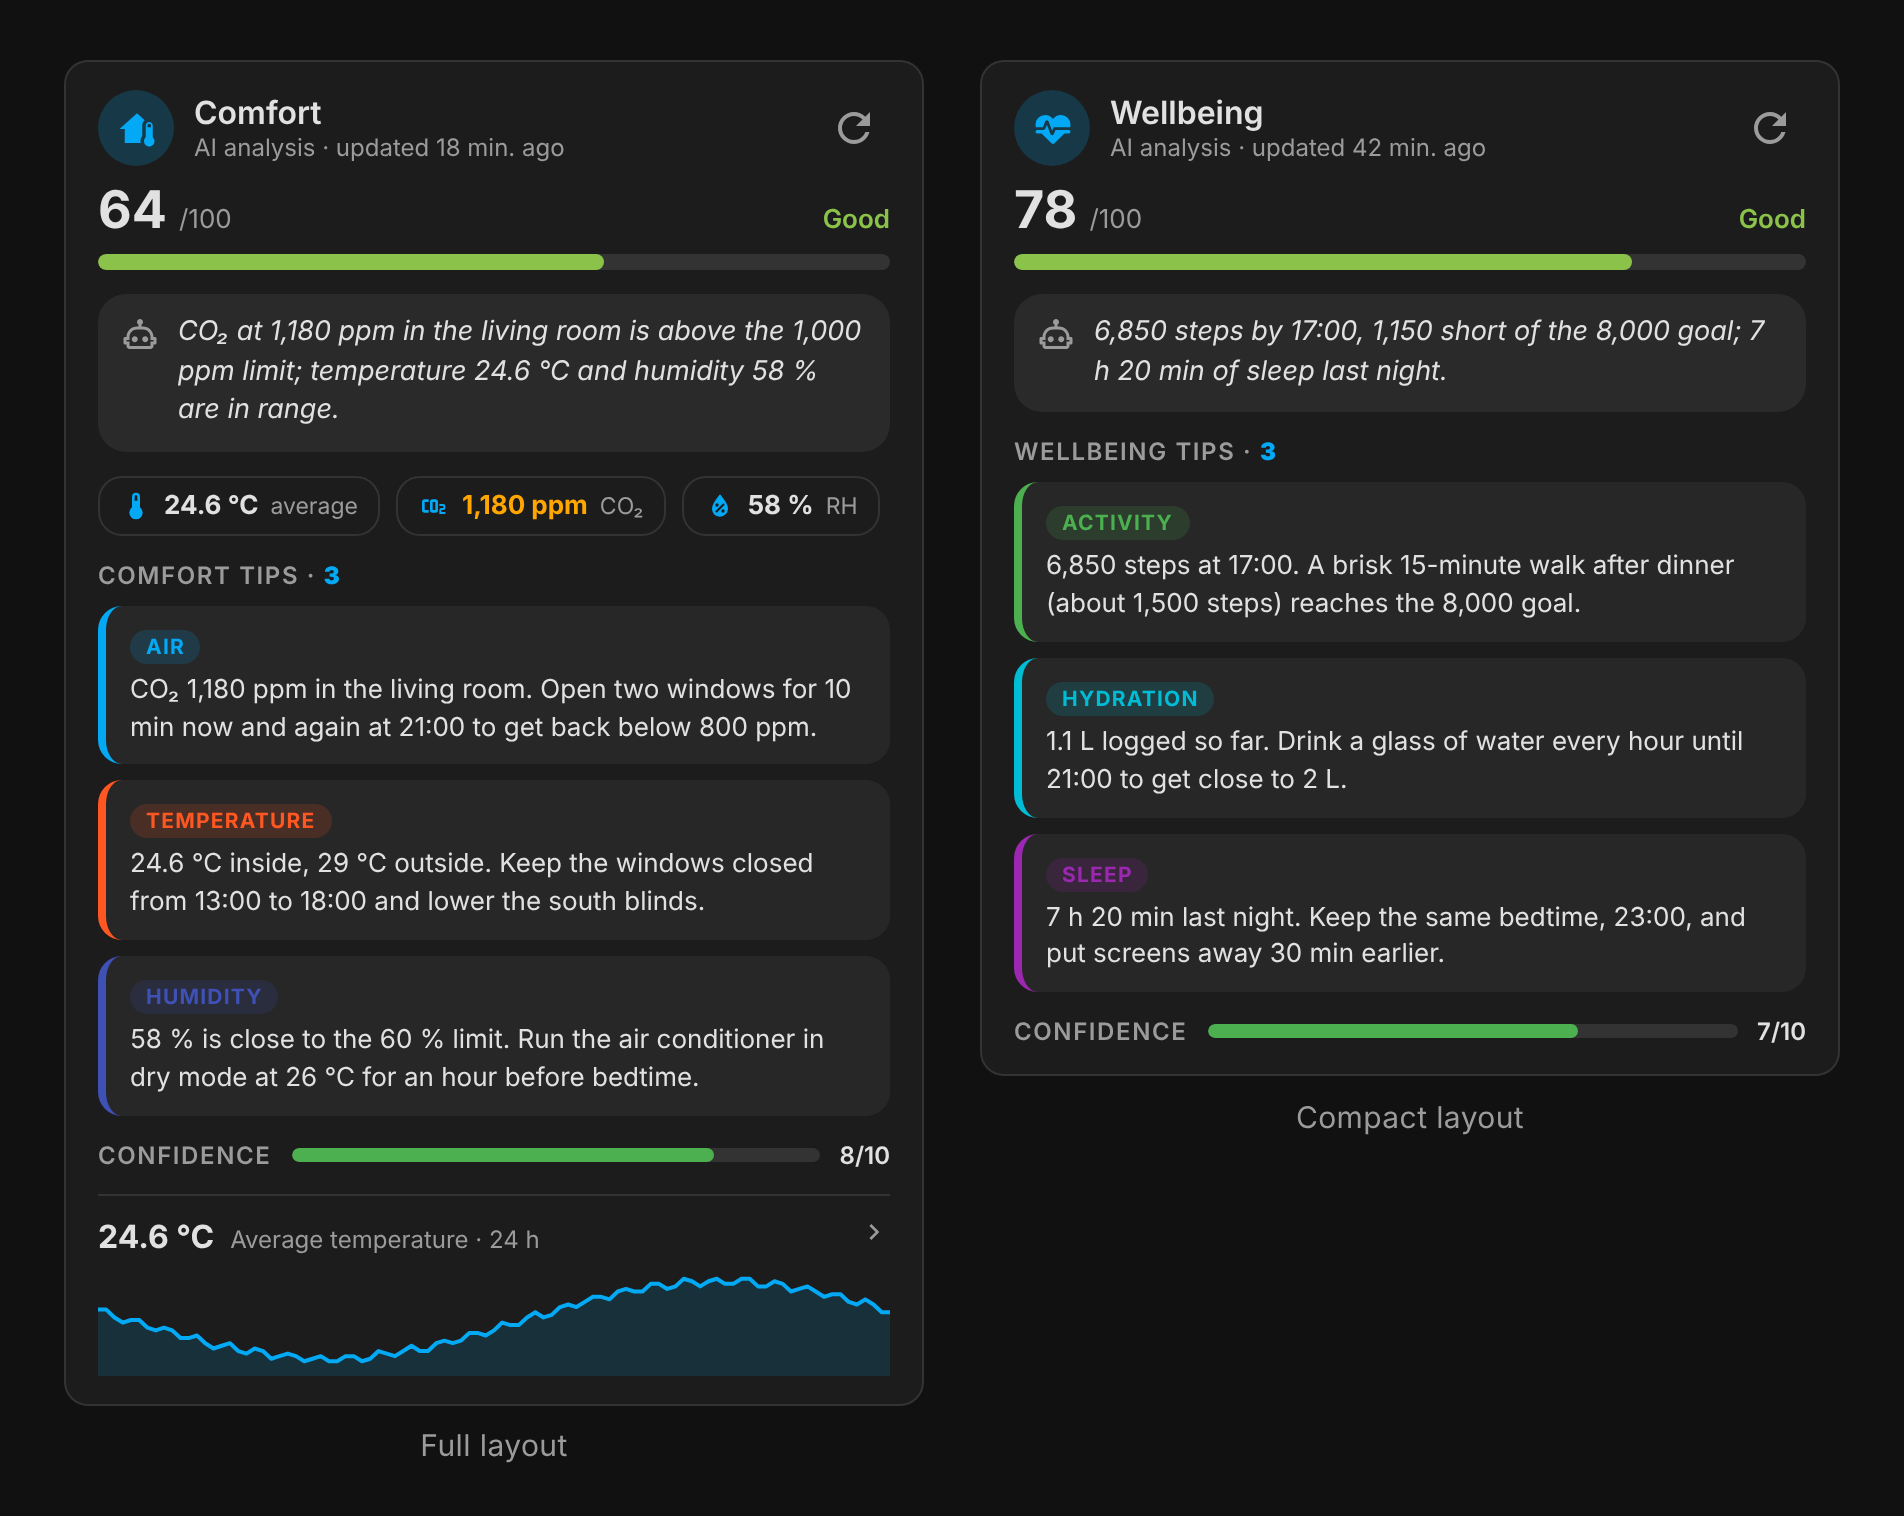 Comfort
AI analysis · updated 18 min. ago
64 /100
Good
CO₂ at 1,180 ppm in the living room is above the 1,000
ppm limit; temperature 24.6 °C and humidity 58 %
are in range.
24.6 °C average
CO₂ 1,180 ppm CO₂
58 % RH
COMFORT TIPS · 3
AIR
CO₂ 1,180 ppm in the living room. Open two windows for 10
min now and again at 21:00 to get back below 800 ppm.
TEMPERATURE
24.6 °C inside, 29 °C outside. Keep the windows closed
from 13:00 to 18:00 and lower the south blinds.
HUMIDITY
58 % is close to the 60 % limit. Run the air conditioner in
dry mode at 26 °C for an hour before bedtime.
CONFIDENCE 8/10
24.6 °C Average temperature · 24 h
Full layout
Wellbeing
AI analysis · updated 42 min. ago
78 /100
Good
6,850 steps by 17:00, 1,150 short of the 8,000 goal; 7
h 20 min of sleep last night.
WELLBEING TIPS · 3
ACTIVITY
6,850 steps at 17:00. A brisk 15-minute walk after dinner
(about 1,500 steps) reaches the 8,000 goal.
HYDRATION
1.1 L logged so far. Drink a glass of water every hour until
21:00 to get close to 2 L.
SLEEP
7 h 20 min last night. Keep the same bedtime, 23:00, and
put screens away 30 min earlier.
CONFIDENCE 7/10
Compact layout